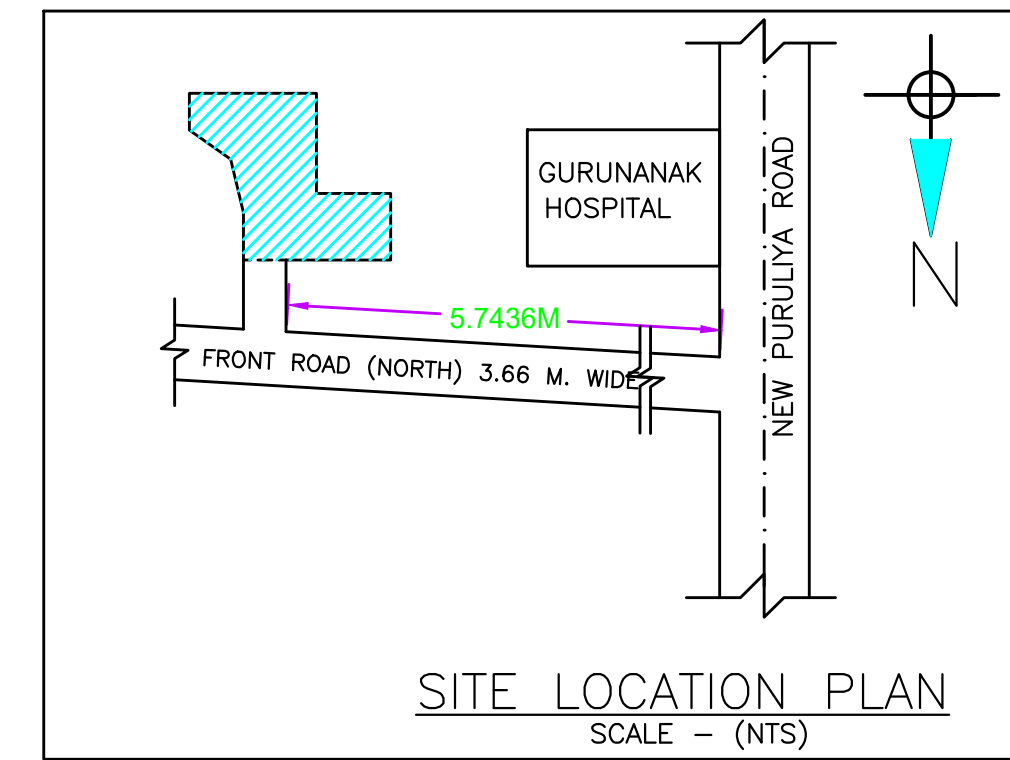 GURUNANAK
HOSPITAL
NEW PURULIYA ROAD
N
5.7436M
FRONT ROAD (NORTH) 3.66 M. WIDE
SITE LOCATION PLAN
SCALE - (NTS)